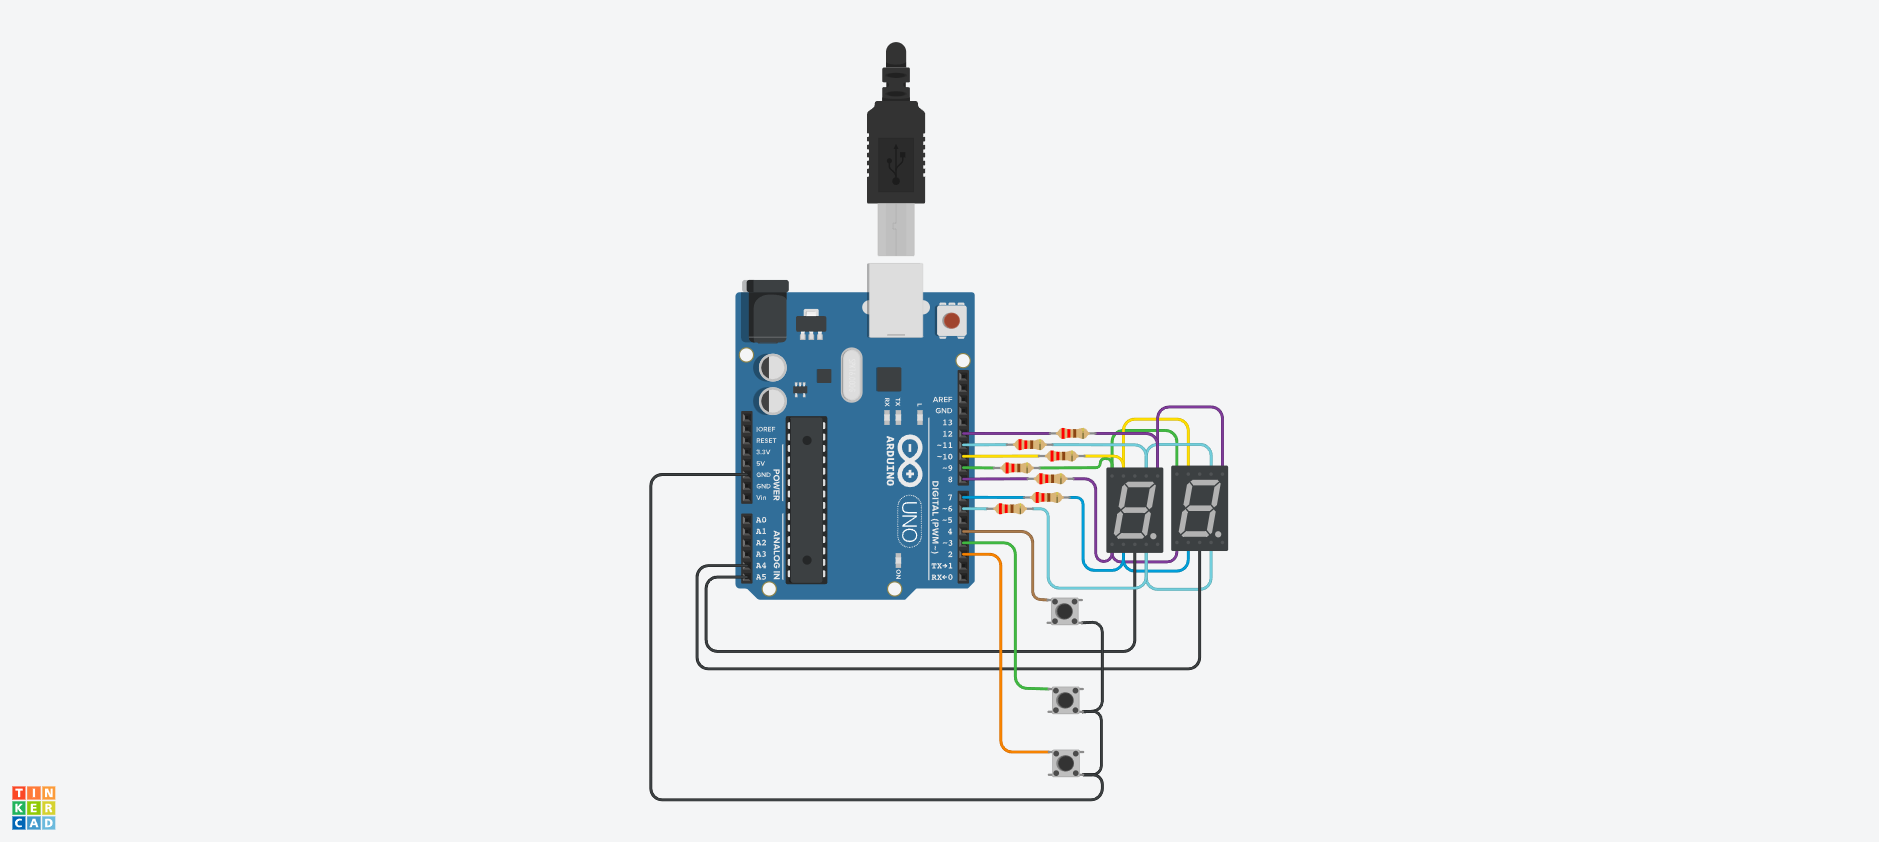 RX TX L
AREF
GND
13
12
~11
~10
~9
8
7
~6
~5
4
~3
2
TX→1
RX←0
DIGITAL (PWM~)
ARDUINO
UNO
ON
IOREF
RESET
3.3V
5V
GND
GND
Vin
POWER
A0
A1
A2
A3
A4
A5
ANALOG IN
TIN
KER
CAD